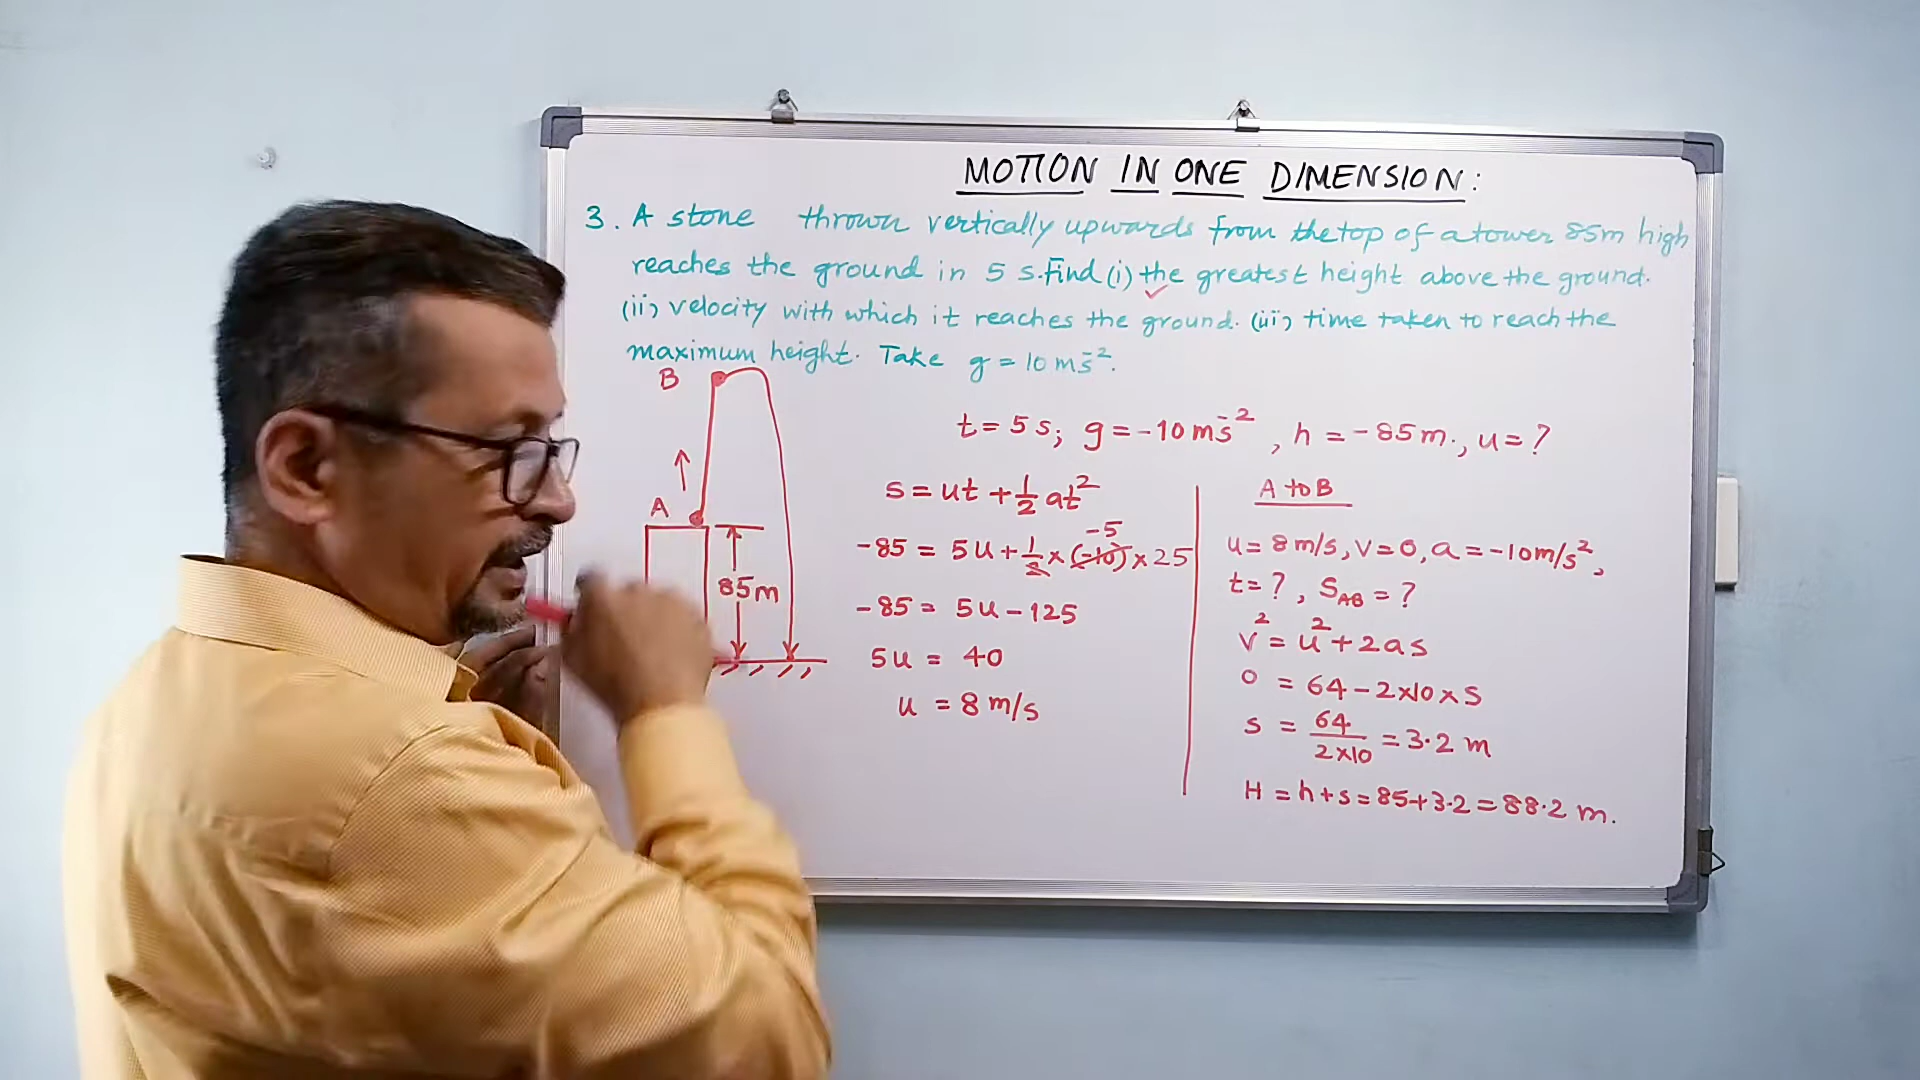 MOTION IN ONE DIMENSION:
3. A stone thrown vertically upwards from the top of a tower 85m high
reaches the ground in 5 s. Find (i) the greatest height above the ground.
(ii) velocity with which it reaches the ground. (iii) time taken to reach the
maximum height. Take g = 10 ms⁻².
B
A
85m
t = 5 s; g = -10 ms⁻², h = -85 m., u = ?
s = ut + 1/2 at²
-5
-85 = 5u + 1/2 × (-10) × 25
-85 = 5u - 125
5u = 40
u = 8 m/s
A to B
u = 8 m/s, v = 0, a = -10 m/s²,
t = ?, S_AB = ?
v² = u² + 2as
0 = 64 - 2×10×s
s = 64/2×10 = 3.2 m
H = h + s = 85 + 3.2 = 88.2 m.